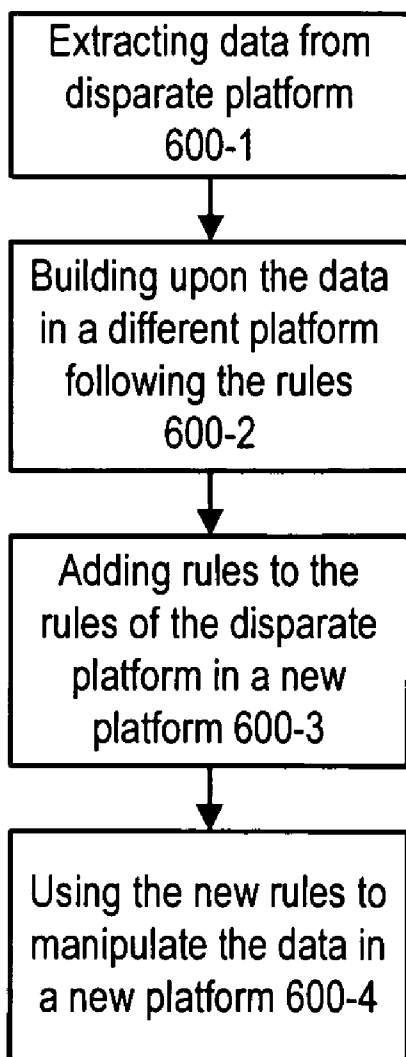 Extracting data from
disparate platform
600-1
Building upon the data
in a different platform
following the rules
600-2
Adding rules to the
rules of the disparate
platform in a new
platform 600-3
Using the new rules to
manipulate the data in
a new platform 600-4